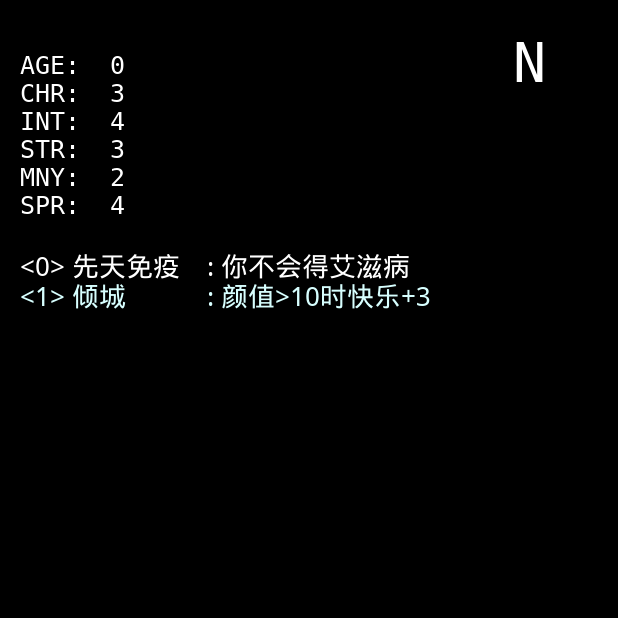 N
AGE: 0
CHR: 3
INT: 4
STR: 3
MNY: 2
SPR: 4
<0> 先天免疫 : 你不会得艾滋病
<1> 倾城 : 颜值>10时快乐+3